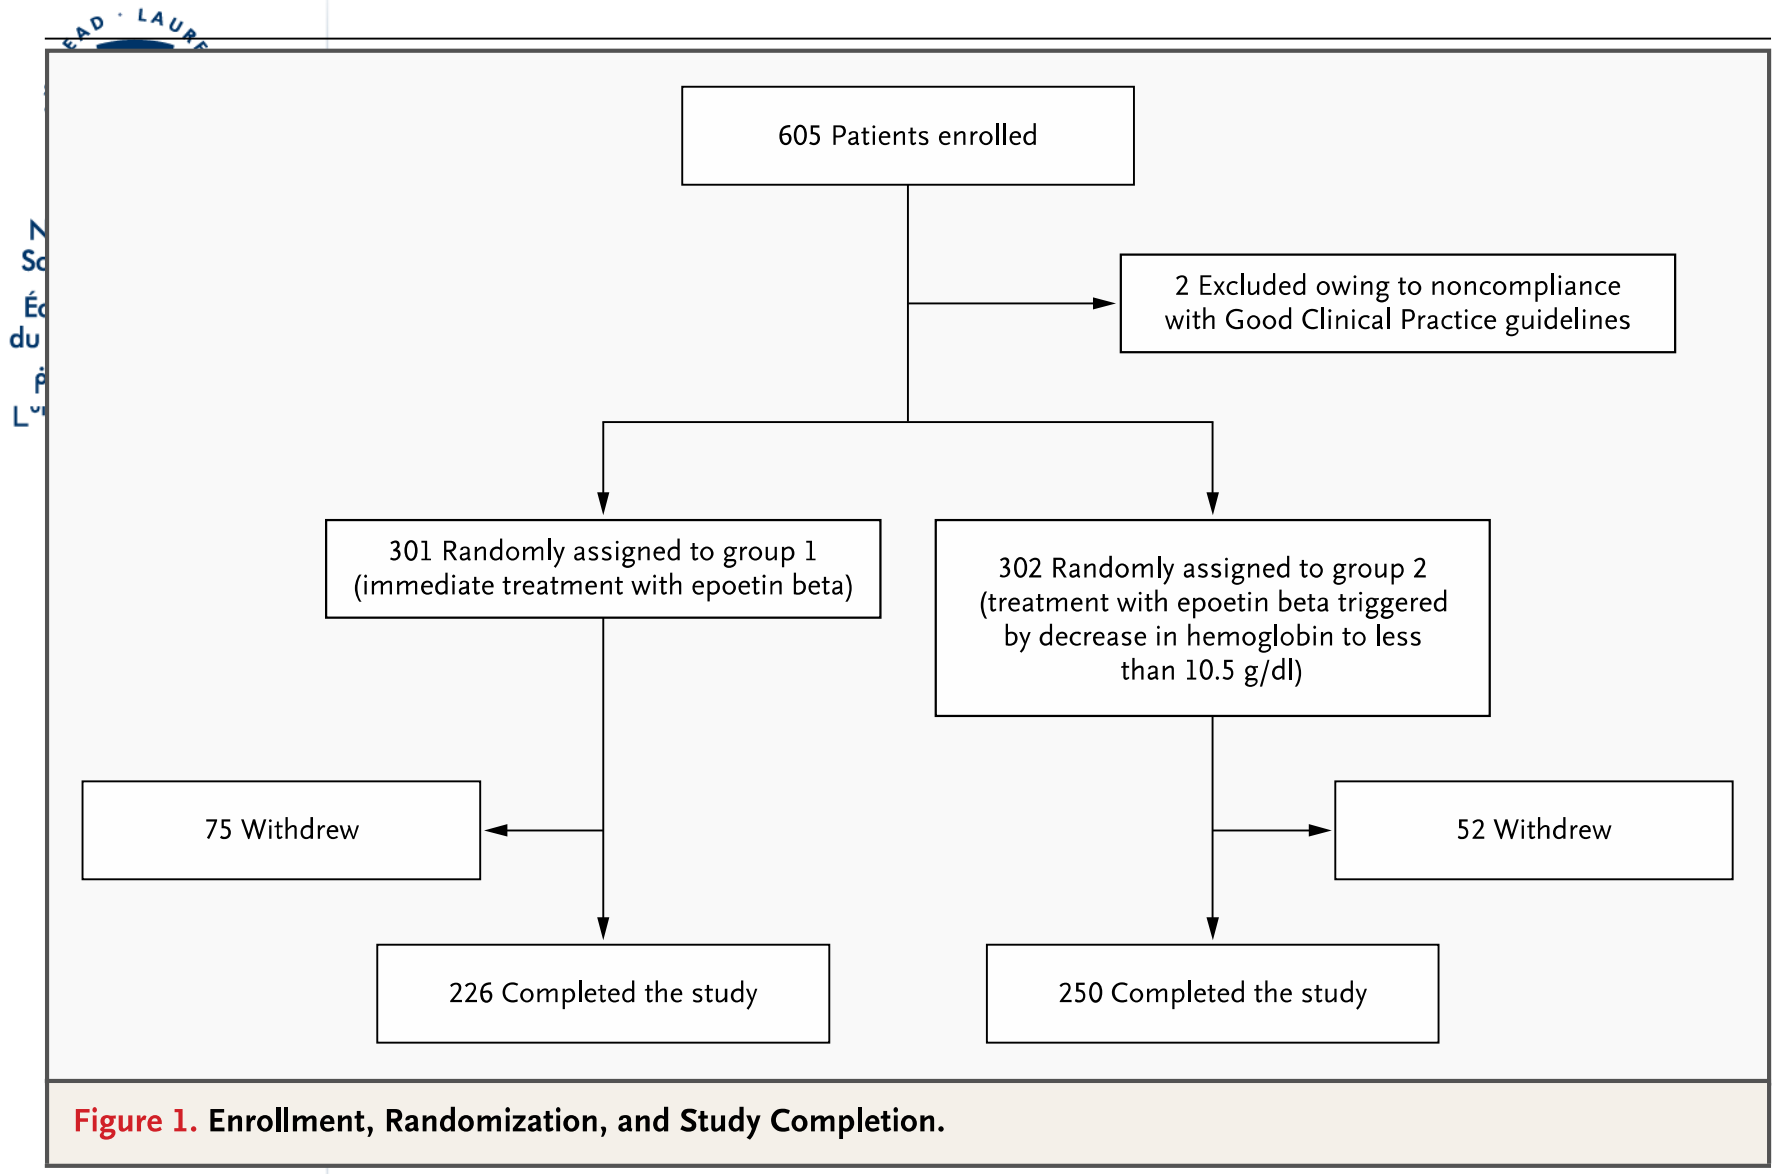 EAD · LAURE
605 Patients enrolled
2 Excluded owing to noncompliance
with Good Clinical Practice guidelines
301 Randomly assigned to group 1
(immediate treatment with epoetin beta)
302 Randomly assigned to group 2
(treatment with epoetin beta triggered
by decrease in hemoglobin to less
than 10.5 g/dl)
75 Withdrew
52 Withdrew
226 Completed the study
250 Completed the study
du
Figure 1. Enrollment, Randomization, and Study Completion.